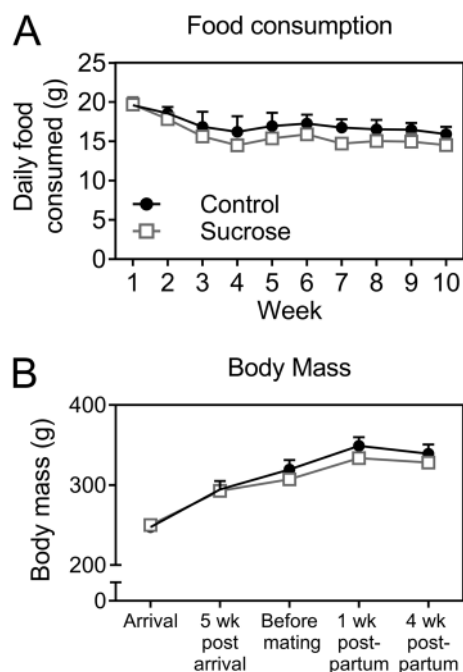 A
Food consumption
Daily food
consumed (g)
25
20
15
10
5
0
Control
Sucrose
1 2 3 4 5 6 7 8 9 10
Week
B
Body Mass
Body mass (g)
400
300
200
0
Arrival
5 wk
post
arrival
Before
mating
1 wk
post-
partum
4 wk
post-
partum